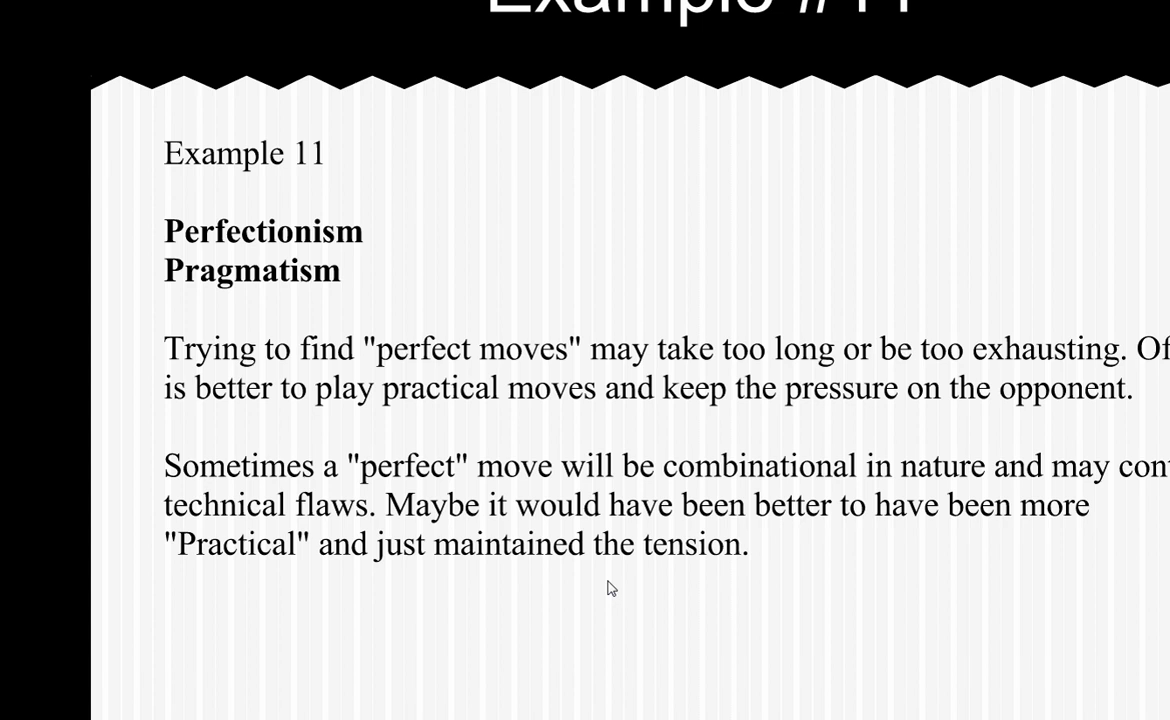 Example #11
Example 11
Perfectionism
Pragmatism
Trying to find "perfect moves" may take too long or be too exhausting.
is better to play practical moves and keep the pressure on the opponent.
Sometimes a "perfect" move will be combinational in nature and may
technical flaws. Maybe it would have been better to have been more
"Practical" and just maintained the tension.